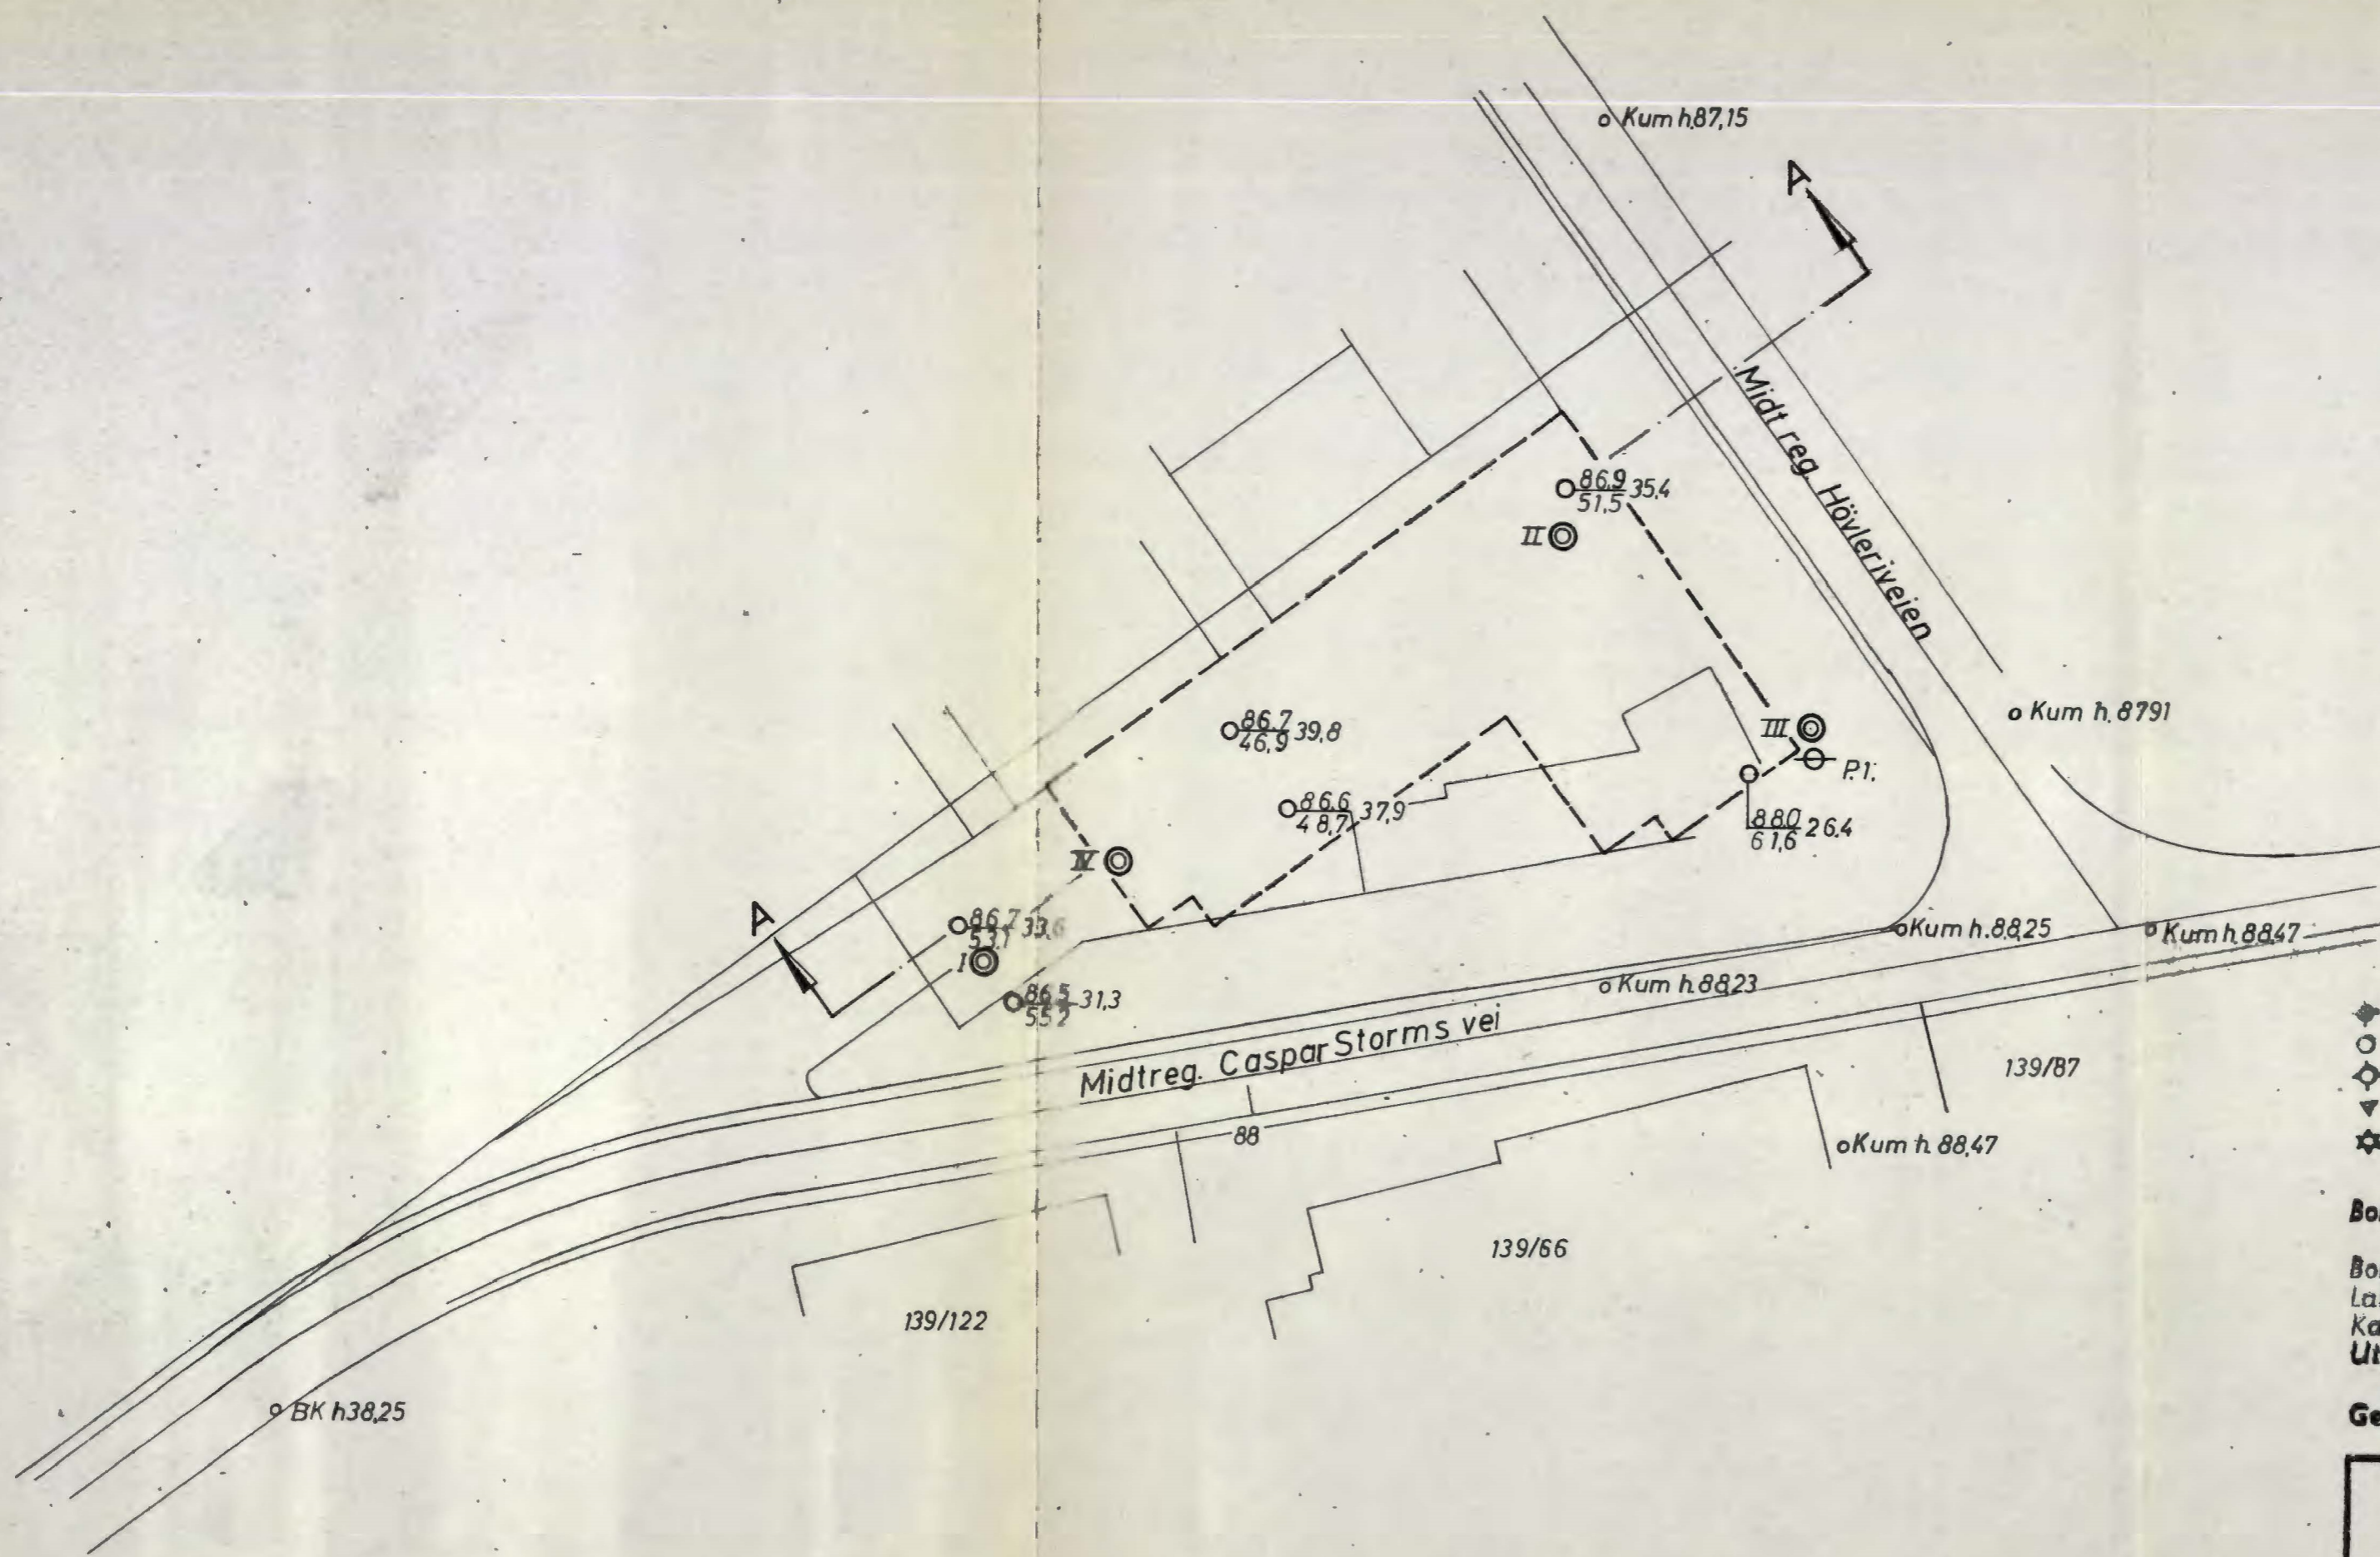 Kum h.87,15
A
Midt reg. Hövleriveien
86,9 35,4
51,5
II
86,7 39,8
46,9
III
Kum h. 8791
P.1.
86,6 37,9
48,7
88,0 26,4
61,6
IV
A
86,7 33,6
53,1
I
Kum h. 88,25
Kum h. 88,47
86,5 31,3
55,2
Kum h. 88,23
Midtreg. Caspar Storms vei
139/87
88
Kum h. 88,47
139/66
139/122
BK h38,25